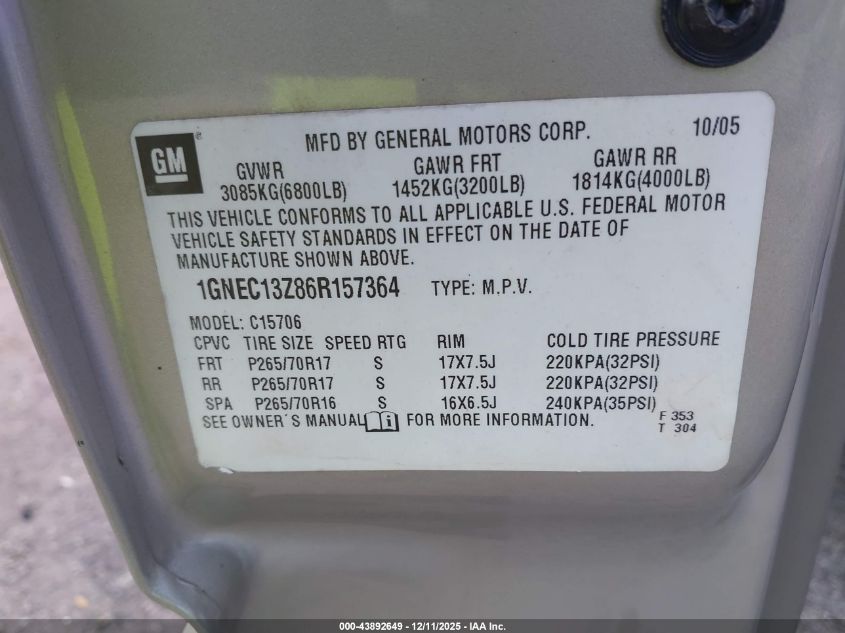 GM®
MFD BY GENERAL MOTORS CORP. 10/05
GVWR GAWR FRT GAWR RR
3085KG(6800LB) 1452KG(3200LB) 1814KG(4000LB)
THIS VEHICLE CONFORMS TO ALL APPLICABLE U.S. FEDERAL MOTOR
VEHICLE SAFETY STANDARDS IN EFFECT ON THE DATE OF
MANUFACTURE SHOWN ABOVE.
1GNEC13Z86R157364 TYPE: M.P.V.
MODEL: C15706
CPVC TIRE SIZE SPEED RTG RIM COLD TIRE PRESSURE
FRT P265/70R17 S 17X7.5J 220KPA(32PSI)
RR P265/70R17 S 17X7.5J 220KPA(32PSI)
SPA P265/70R16 S 16X6.5J 240KPA(35PSI)
SEE OWNER'S MANUAL i FOR MORE INFORMATION.
F 353
T 304
000-43892649 - 12/11/2025 - IAA Inc.